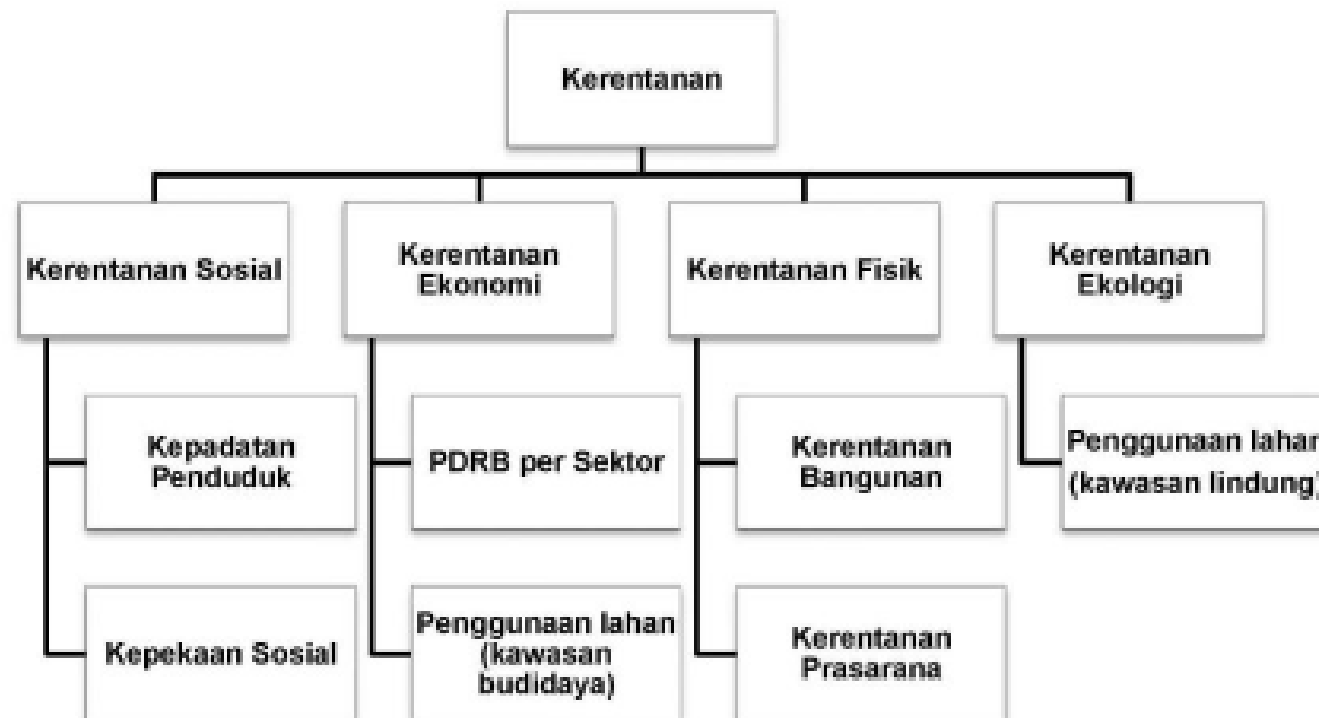 Kerentanan
Kerentanan Sosial
Kerentanan
Ekonomi
Kerentanan Fisik
Kerentanan
Ekologi
Kepadatan
Penduduk
PDRB per Sektor
Kerentanan
Bangunan
Penggunaan lahan
(kawasan lindung)
Kepekaan Sosial
Penggunaan lahan
(kawasan
budidaya)
Kerentanan
Prasarana